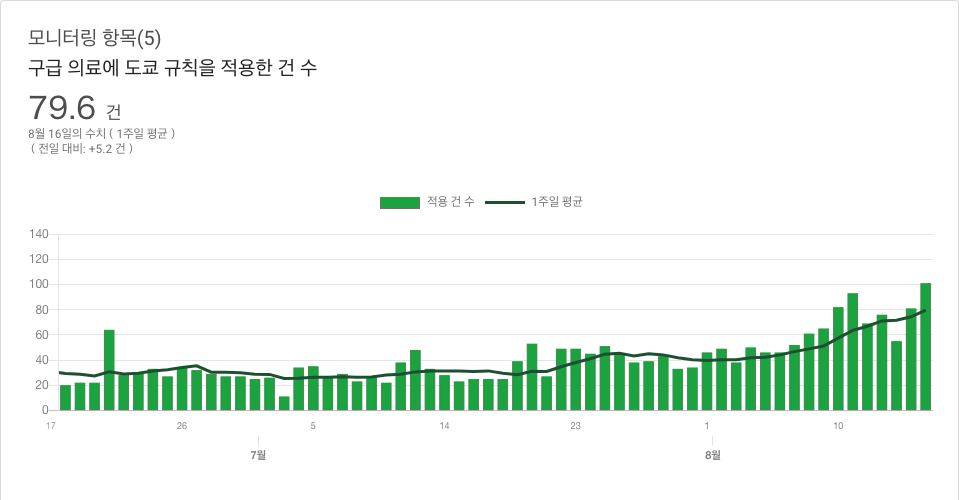 모니터링 항목(5)
구급 의료에 도쿄 규칙을 적용한 건 수
79.6 건
8월 16일의 수치 ( 1주일 평균 )
( 전일 대비: +5.2 건 )
적용 건 수 1주일 평균
140
120
100
80
60
40
20
0
17 26 5 14 23 1 10
7월 8월